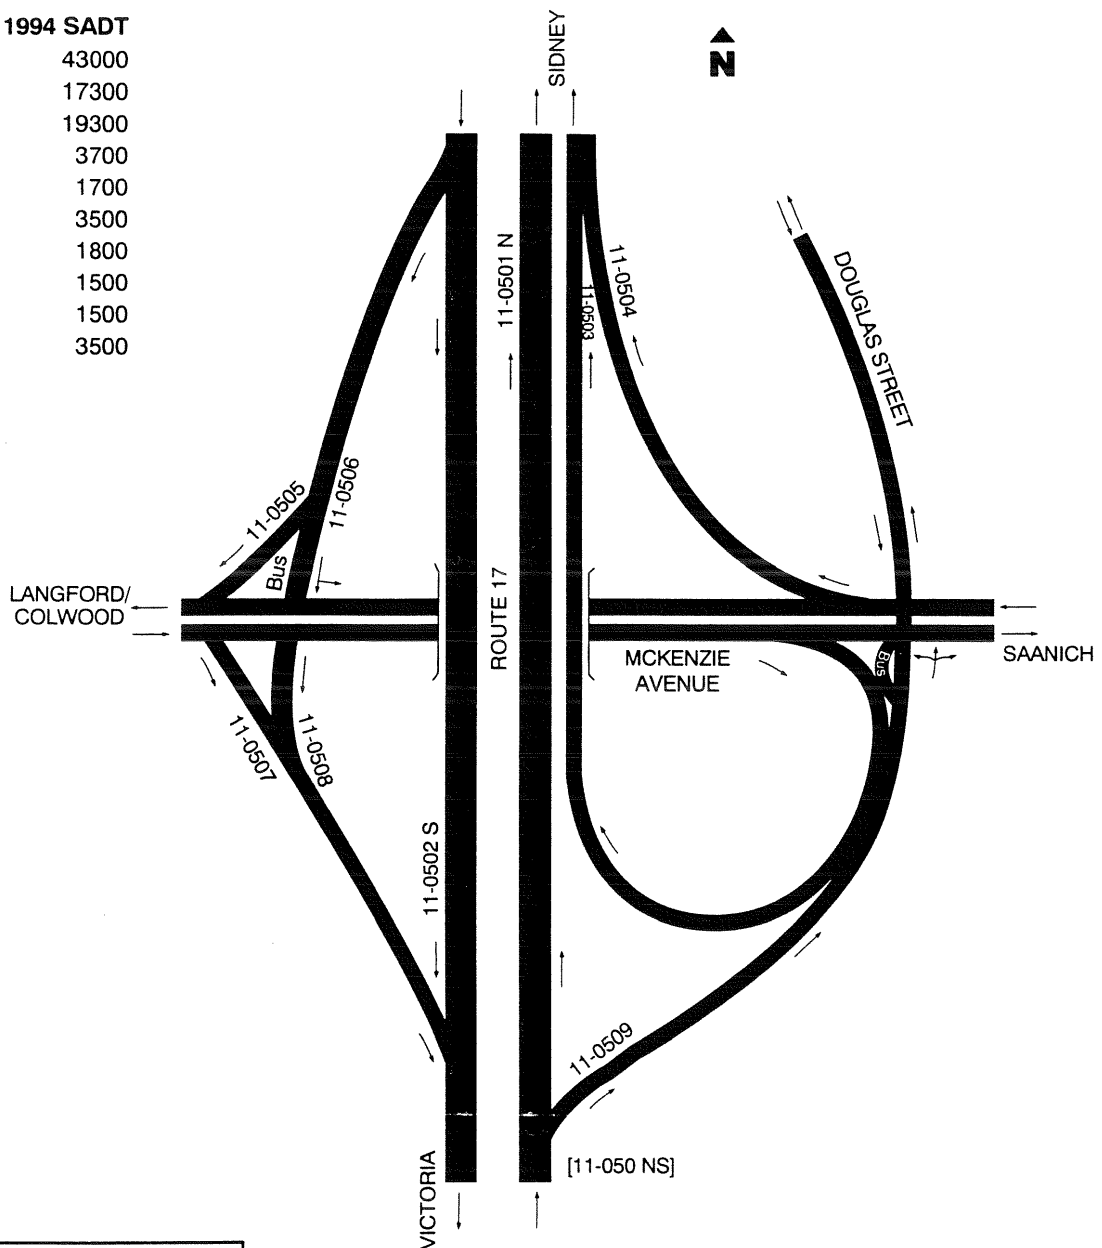 1994 SADT
43000
17300
19300
3700
1700
3500
1800
1500
1500
3500
SIDNEY
N
11-0501 N
11-0503
11-0504
DOUGLAS STREET
11-0505
11-0506
Bus
LANGFORD/
COLWOOD
ROUTE 17
MCKENZIE
AVENUE
Bus
SAANICH
11-0507
11-0508
11-0502 S
11-0509
VICTORIA
[11-050 NS]